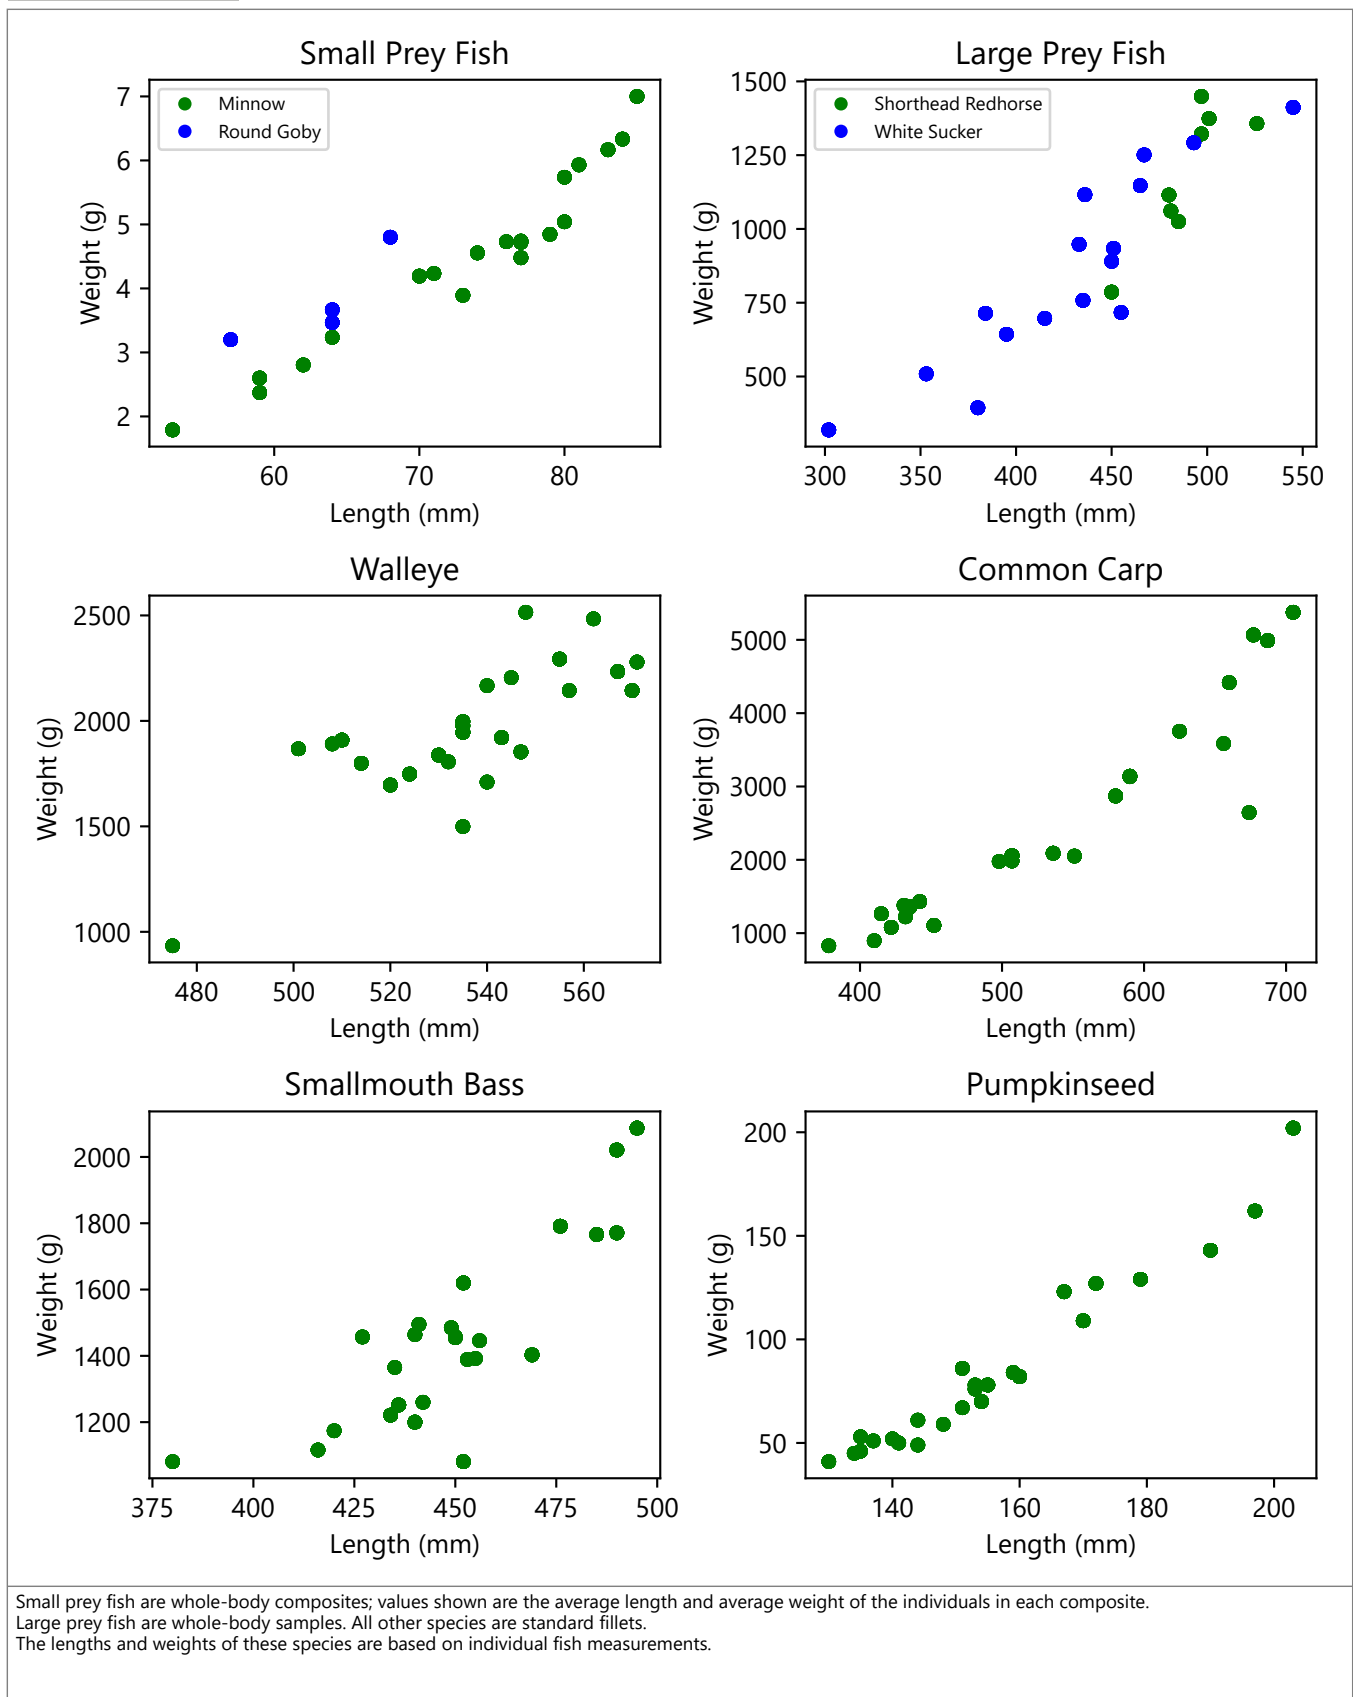 Small Prey Fish
Minnow
Round Goby
7
6
5
4
3
2
Weight (g)
60 70 80
Length (mm)
Large Prey Fish
Shorthead Redhorse
White Sucker
1500
1250
1000
750
500
Weight (g)
300 350 400 450 500 550
Length (mm)
Walleye
2500
2000
1500
1000
Weight (g)
480 500 520 540 560
Length (mm)
Common Carp
5000
4000
3000
2000
1000
Weight (g)
400 500 600 700
Length (mm)
Smallmouth Bass
2000
1800
1600
1400
1200
Weight (g)
375 400 425 450 475 500
Length (mm)
Pumpkinseed
200
150
100
50
Weight (g)
140 160 180 200
Length (mm)
Small prey fish are whole-body composites; values shown are the average length and average weight of the individuals in each composite.
Large prey fish are whole-body samples. All other species are standard fillets.
The lengths and weights of these species are based on individual fish measurements.